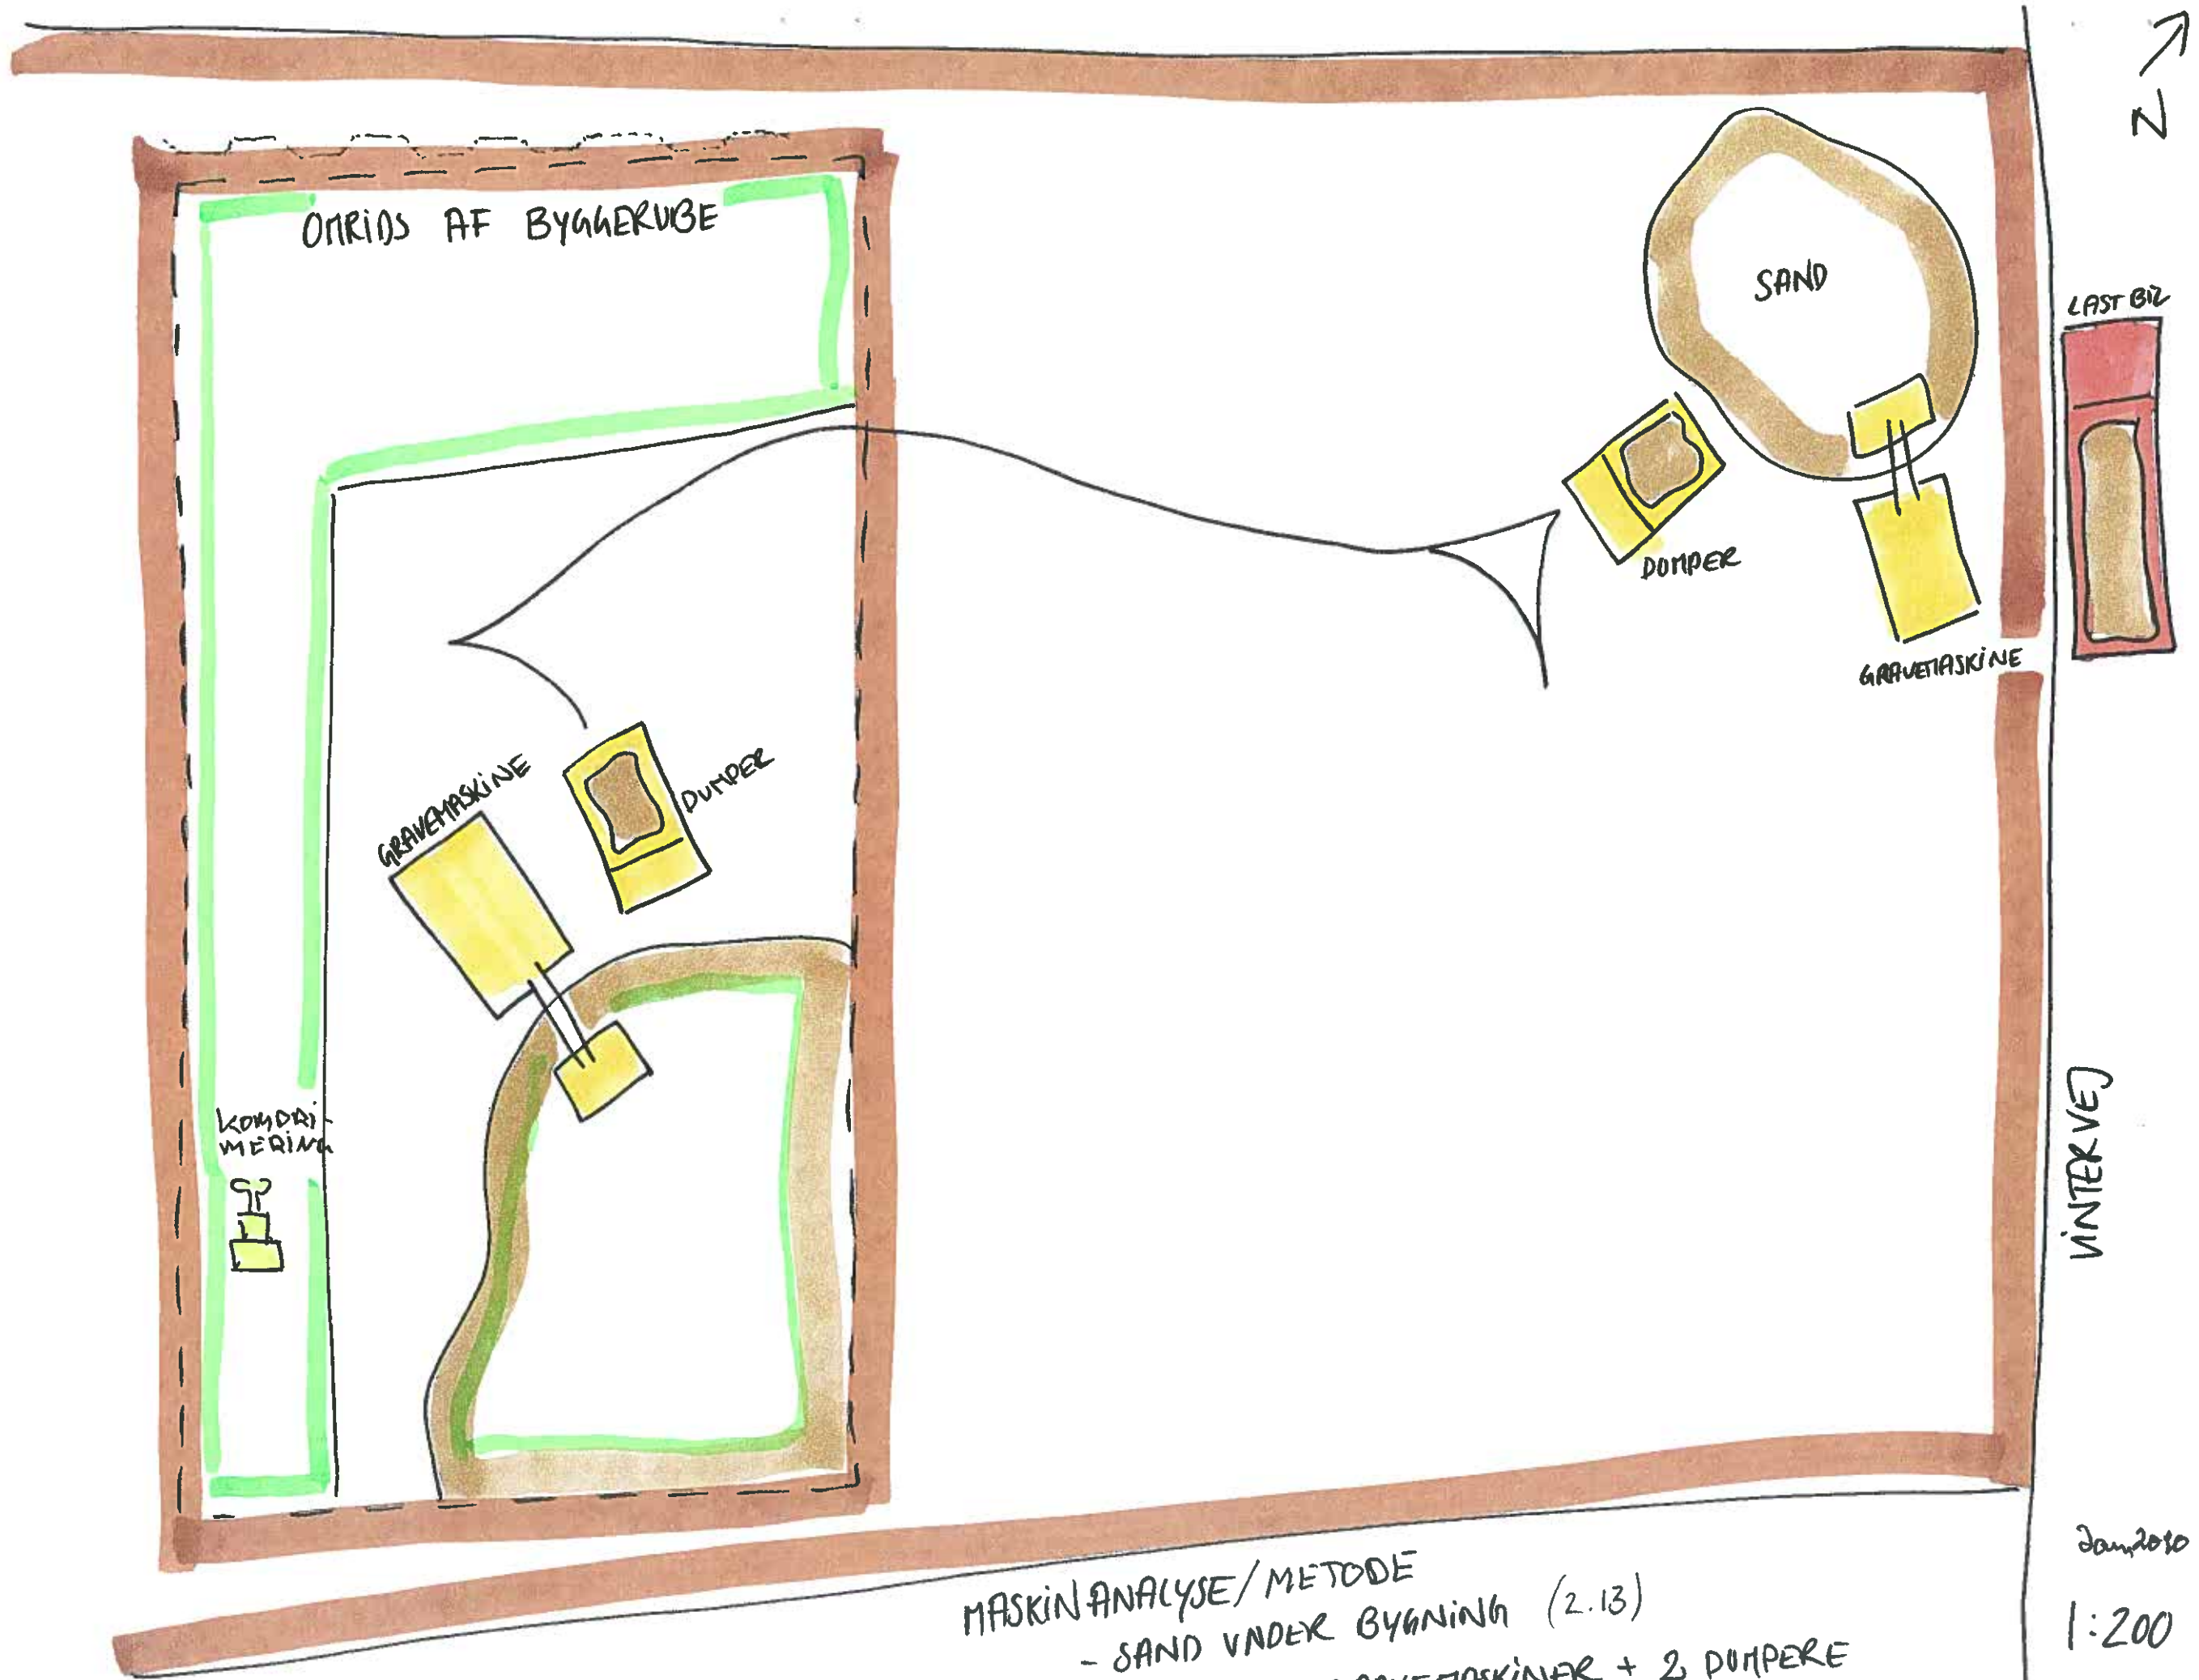 N
OMRIDS AF BYGGERUBE
SAND
LAST BIL
DUMPER
GRAVEMASKINE
GRAVEMASKINE
DUMPER
KOMPRI-
MERING
VINTERVEJ
MASKINANALYSE/METODE
- SAND UNDER BYGNING (2.13)
+ 2 DUMPERE
Jan, 2010
1:200